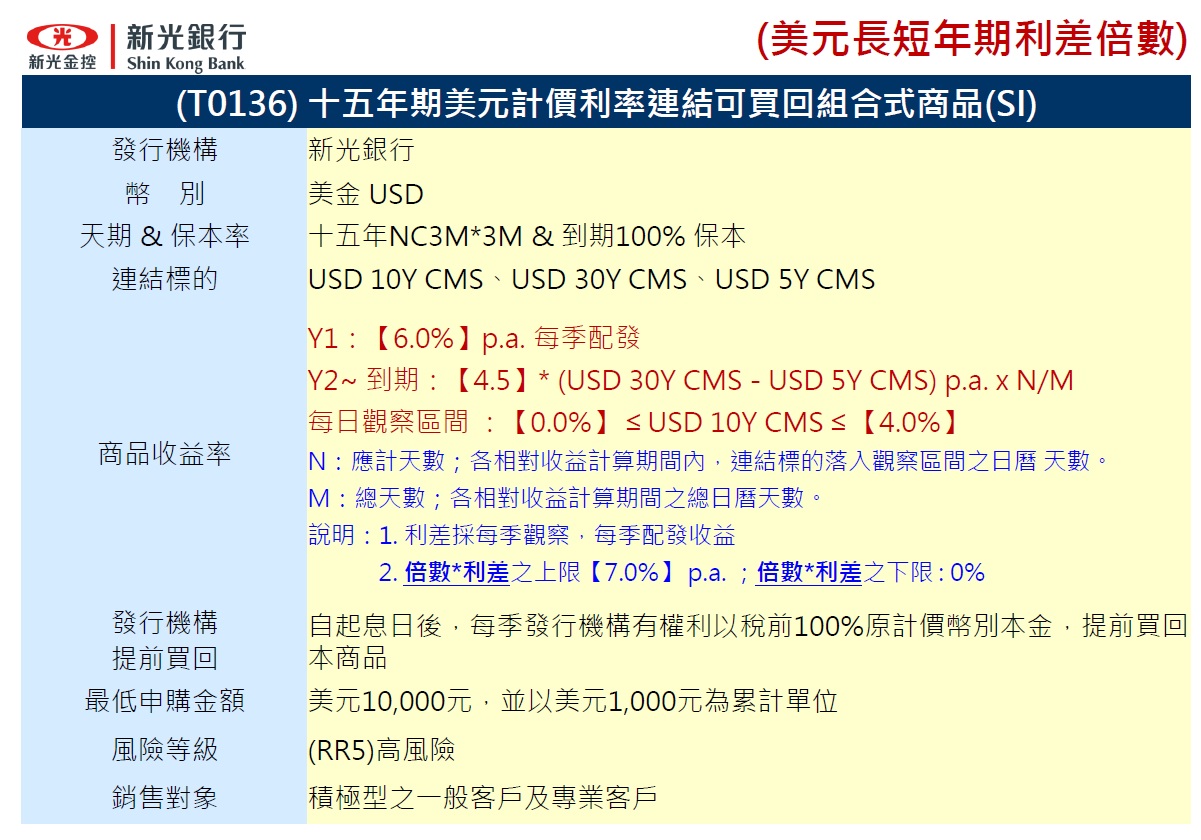 新光金控
新光銀行
Shin Kong Bank
(美元長短年期利差倍數)
(T0136) 十五年期美元計價利率連結可買回組合式商品(SI)
發行機構 新光銀行
幣 別 美金 USD
天期 & 保本率 十五年NC3M*3M & 到期100% 保本
連結標的 USD 10Y CMS、USD 30Y CMS、USD 5Y CMS
商品收益率
Y1：【6.0%】p.a. 每季配發
Y2~ 到期：【4.5】* (USD 30Y CMS - USD 5Y CMS) p.a. x N/M
每日觀察區間 ：【0.0%】≤ USD 10Y CMS ≤【4.0%】
N：應計天數；各相對收益計算期間內，連結標的落入觀察區間之日曆 天數。
M：總天數；各相對收益計算期間之總日曆天數。
說明：1. 利差採每季觀察，每季配發收益
2. 倍數*利差之上限【7.0%】p.a. ；倍數*利差之下限：0%
發行機構
提前買回
自起息日後，每季發行機構有權利以稅前100%原計價幣別本金，提前買回
本商品
最低申購金額 美元10,000元，並以美元1,000元為累計單位
風險等級 (RR5)高風險
銷售對象 積極型之一般客戶及專業客戶